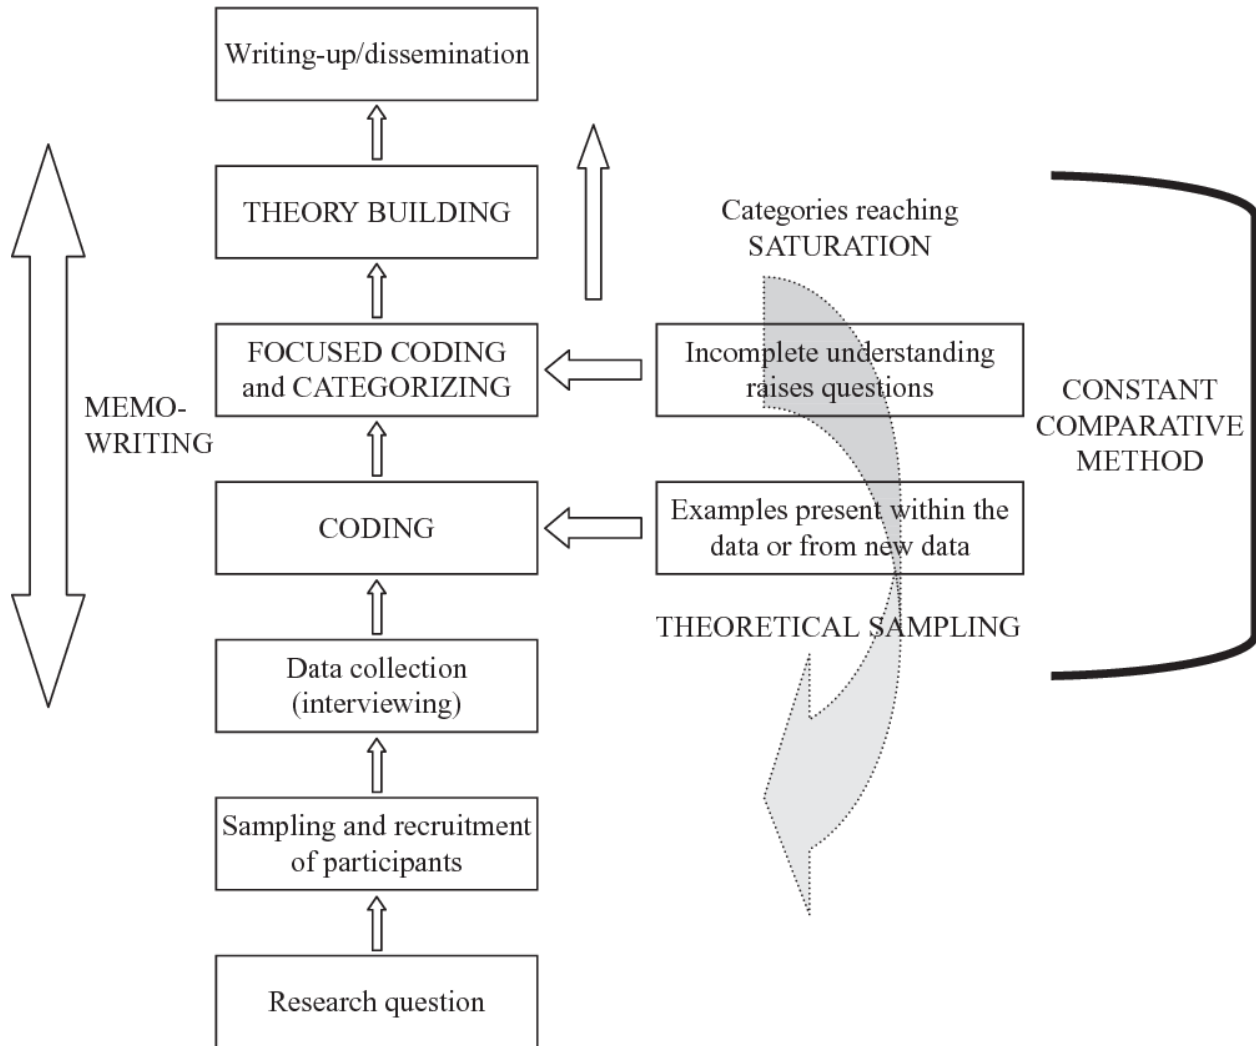 Writing-up/dissemination
THEORY BUILDING
Categories reaching
SATURATION
FOCUSED CODING
and CATEGORIZING
Incomplete understanding
raises questions
MEMO-
WRITING
CONSTANT
COMPARATIVE
METHOD
CODING
Examples present within the
data or from new data
THEORETICAL SAMPLING
Data collection
(interviewing)
Sampling and recruitment
of participants
Research question